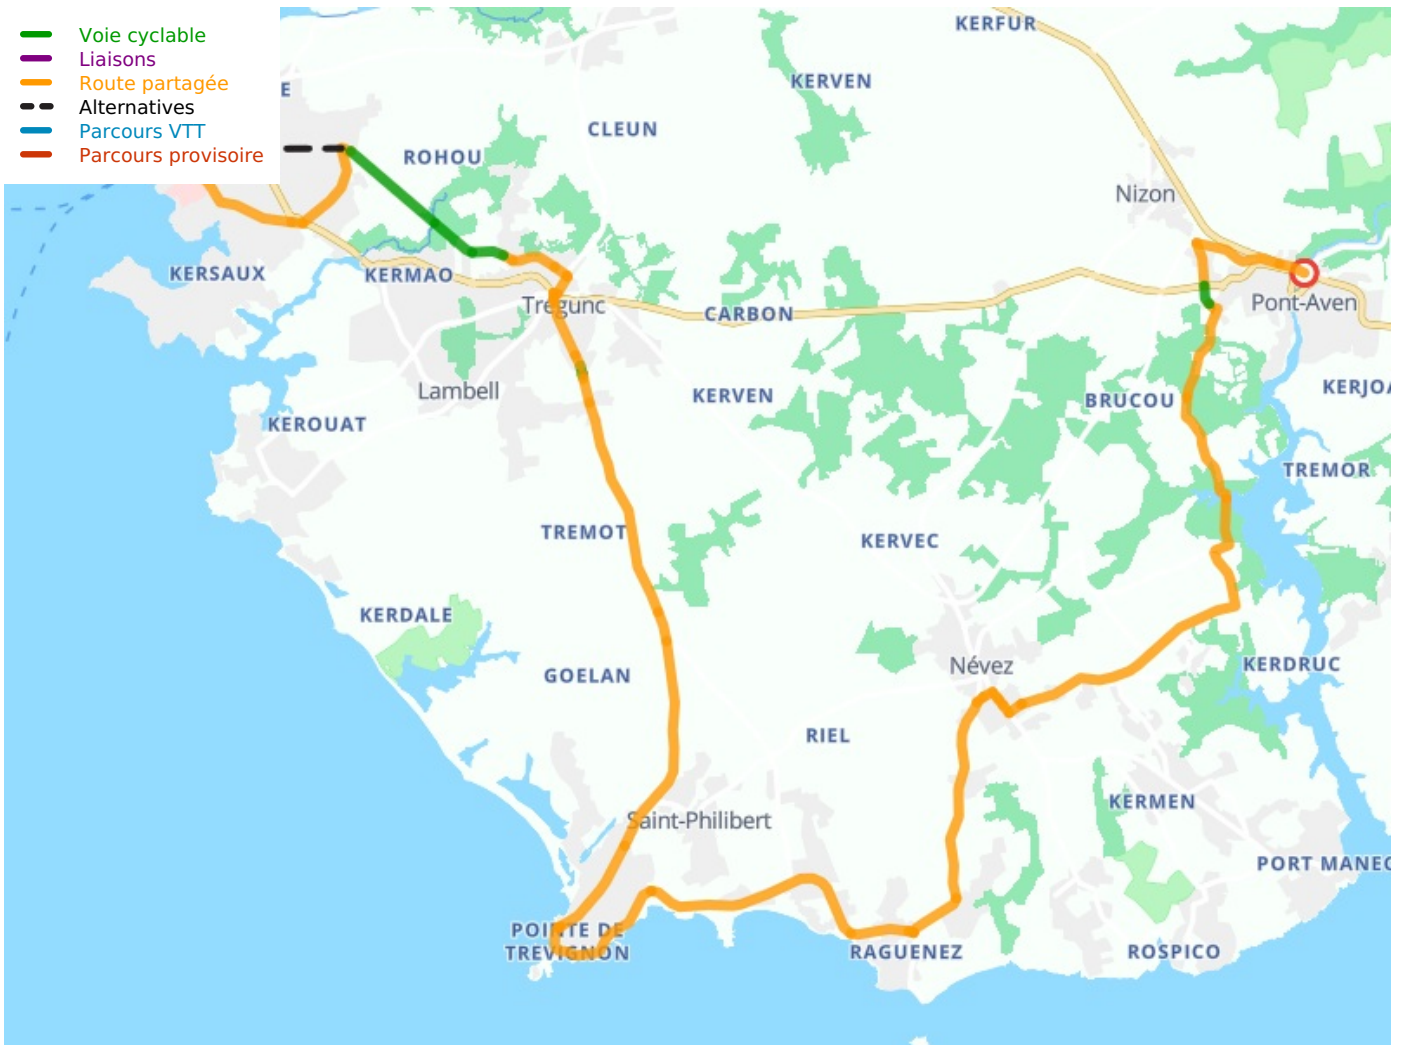 Voie cyclable
Liaisons
Route partagée
Alternatives
Parcours VTT
Parcours provisoire
E
KERFUR
KERVEN
CLEUN
ROHOU
Nizon
KERSAUX
KERMAO
Trégunc
CARBON
Pont-Aven
Lambell
KERVEN
BRUCOU
KERJOA
KEROUAT
TREMOR
TREMOT
KERVEC
KERDALE
GOELAN
Névez
KERDRUC
RIEL
KERMEN
Saint-Philibert
PORT MANEC
POINTE DE
TREVIGNON
RAGUENEZ
ROSPICO